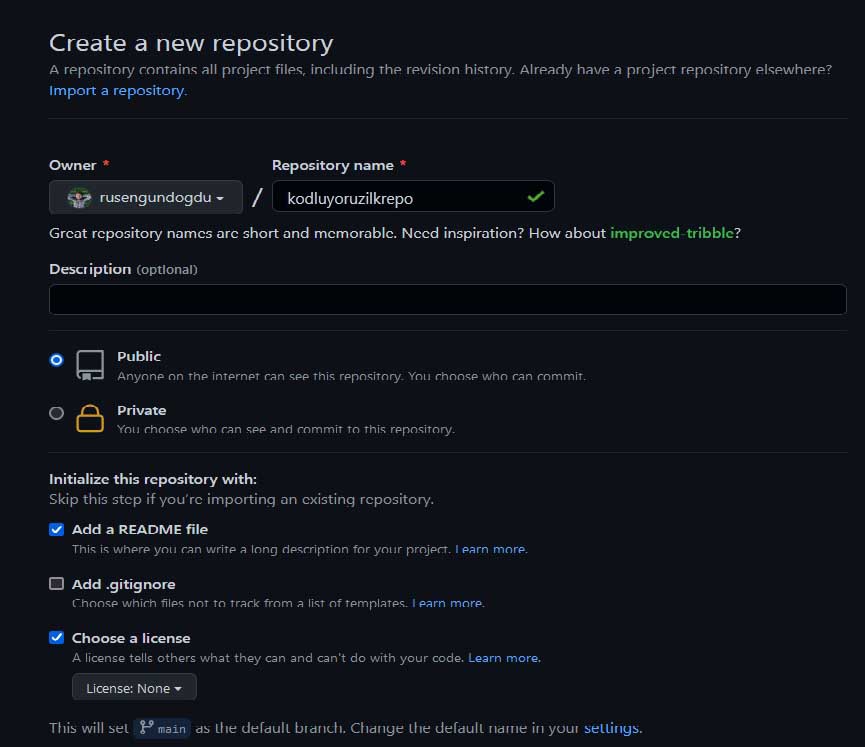 Create a new repository
A repository contains all project files, including the revision history. Already have a project repository elsewhere?
Import a repository.
Owner * Repository name *
rusengundogdu / kodluyoruzilkrepo
Great repository names are short and memorable. Need inspiration? How about improved-tribble?
Description (optional)
Public
Anyone on the internet can see this repository. You choose who can commit.
Private
You choose who can see and commit to this repository.
Initialize this repository with:
Skip this step if you're importing an existing repository.
Add a README file
This is where you can write a long description for your project. Learn more.
Add .gitignore
Choose which files not to track from a list of templates. Learn more.
Choose a license
A license tells others what they can and can't do with your code. Learn more.
License: None
This will set main as the default branch. Change the default name in your settings.